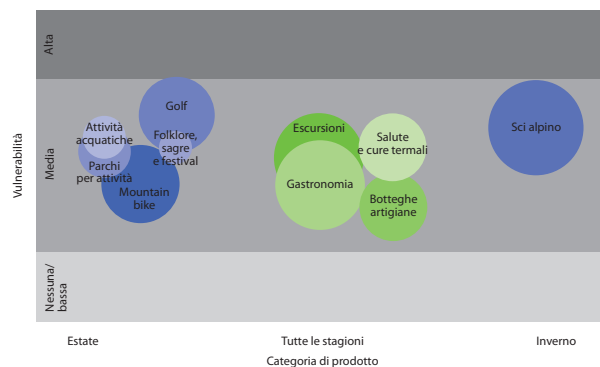 Vulnerabilità
Alta
Media
Nessuna/
bassa
Golf
Attività
acquatiche
Folklore,
sagre
e festival
Parchi
per attività
Mountain
bike
Escursioni
Gastronomia
Salute
e cure termali
Botteghe
artigiane
Sci alpino
Estate
Tutte le stagioni
Inverno
Categoria di prodotto